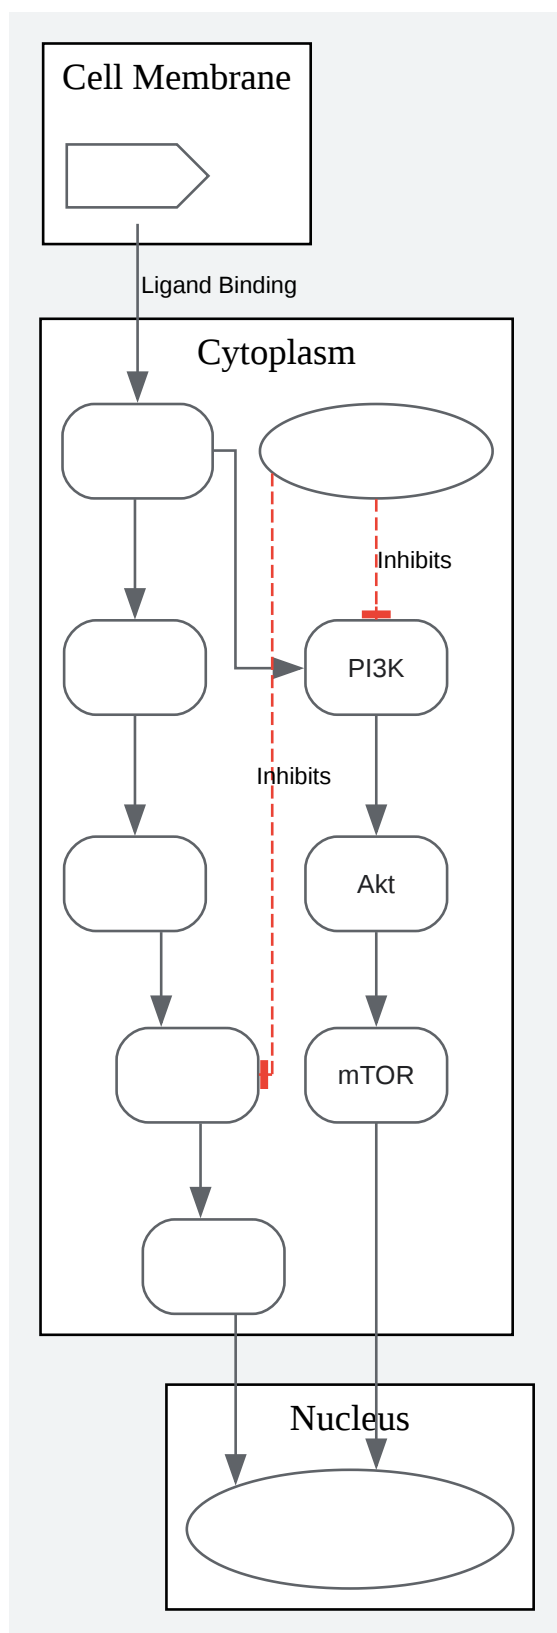 Cell Membrane
Ligand Binding
Cytoplasm
Inhibits
PI3K
Inhibits
Akt
mTOR
Nucleus